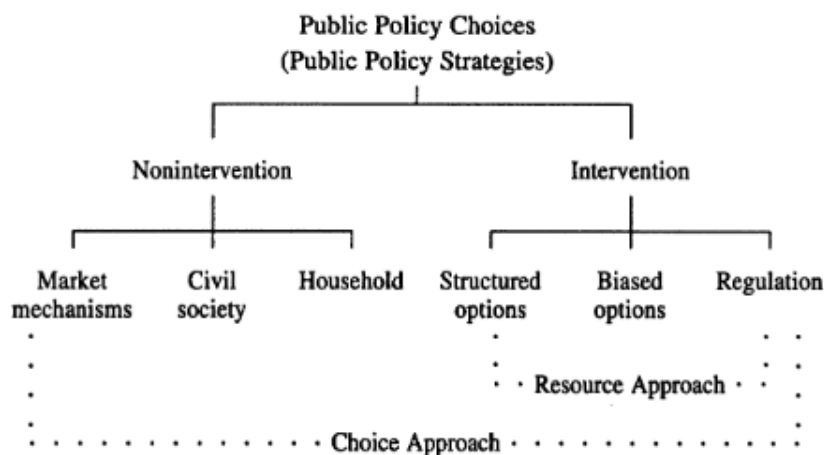 Public Policy Choices
(Public Policy Strategies)
Nonintervention Intervention
Market Civil Household Structured Biased Regulation
mechanisms society options options
Resource Approach
Choice Approach